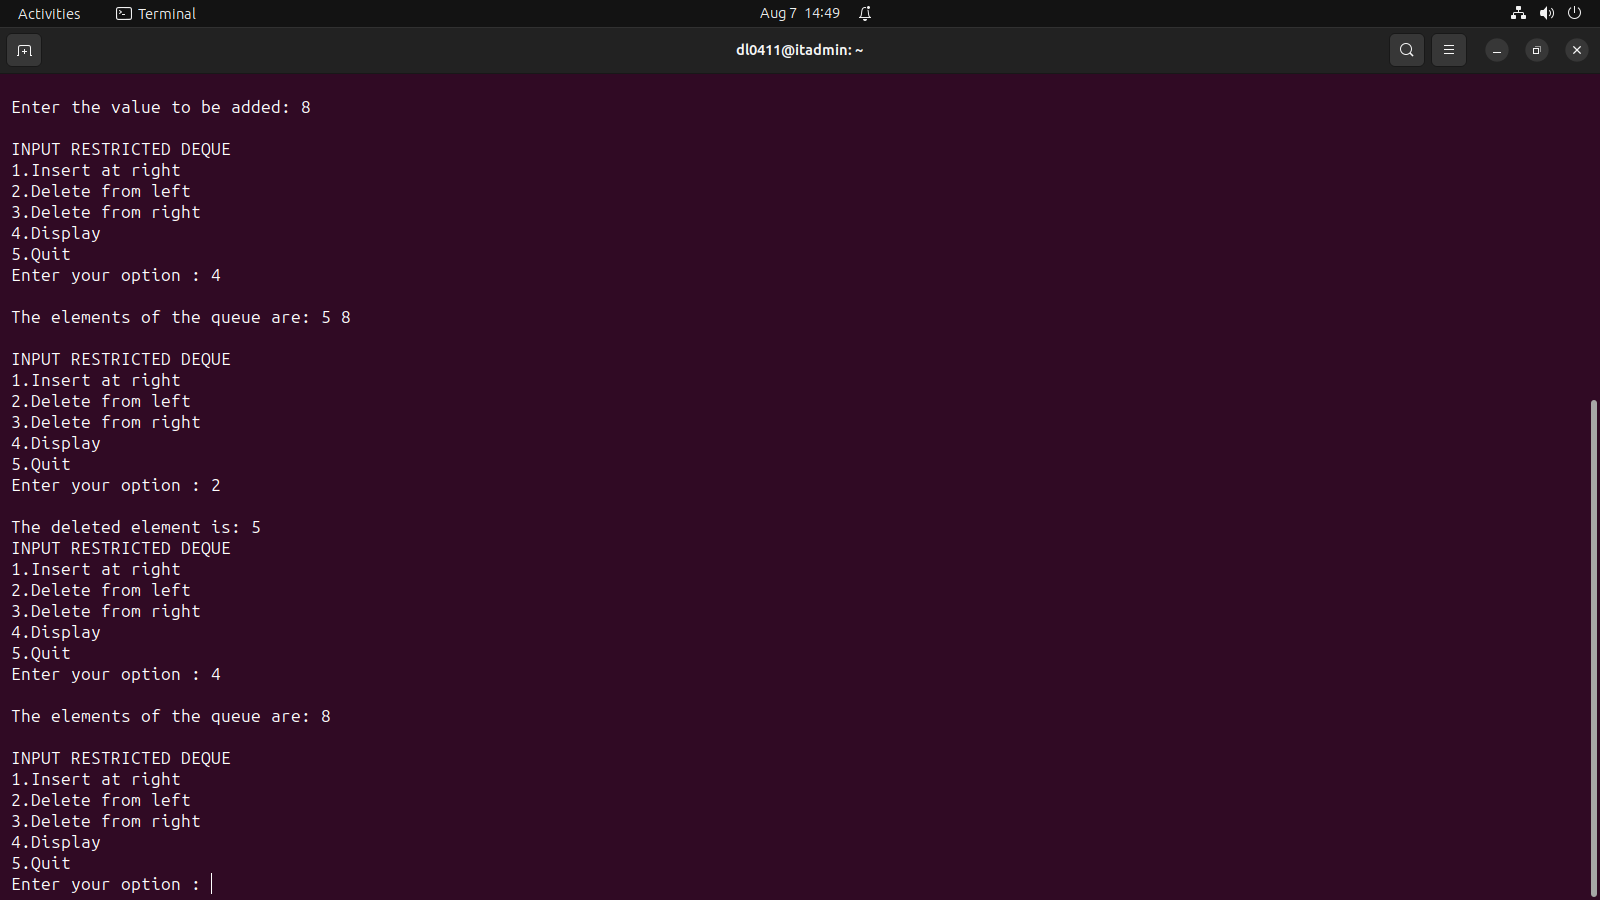 Activities Terminal Aug 7 14:49
dl0411@itadmin: ~
Enter the value to be added: 8
INPUT RESTRICTED DEQUE
1.Insert at right
2.Delete from left
3.Delete from right
4.Display
5.Quit
Enter your option : 4
The elements of the queue are: 5 8
INPUT RESTRICTED DEQUE
1.Insert at right
2.Delete from left
3.Delete from right
4.Display
5.Quit
Enter your option : 2
The deleted element is: 5
INPUT RESTRICTED DEQUE
1.Insert at right
2.Delete from left
3.Delete from right
4.Display
5.Quit
Enter your option : 4
The elements of the queue are: 8
INPUT RESTRICTED DEQUE
1.Insert at right
2.Delete from left
3.Delete from right
4.Display
5.Quit
Enter your option :